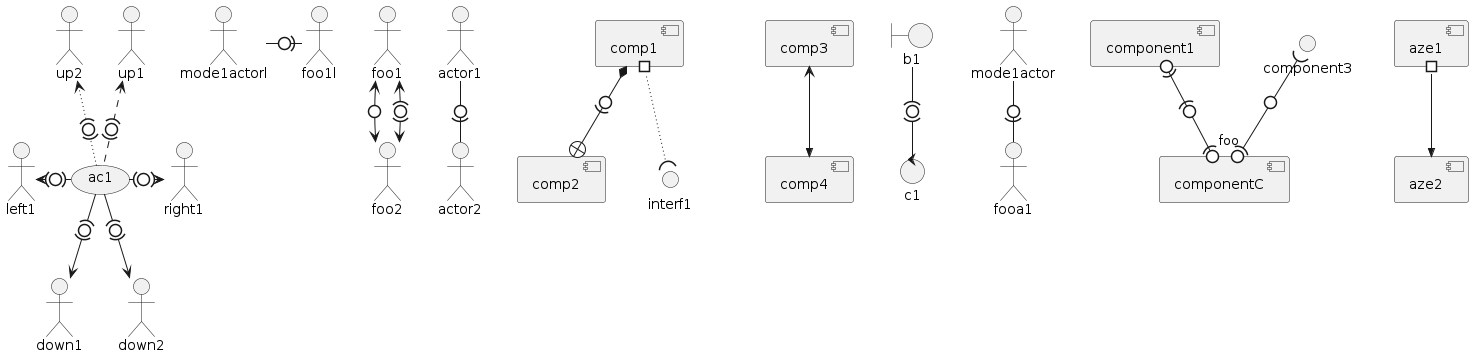 up2
up1
mode1actorl
foo1l
foo1
actor1
comp1
comp3
b1
mode1actor
component1
component3
aze1
left1
ac1
right1
foo2
actor2
comp2
interf1
comp4
c1
fooa1
foo
componentC
aze2
down1
down2